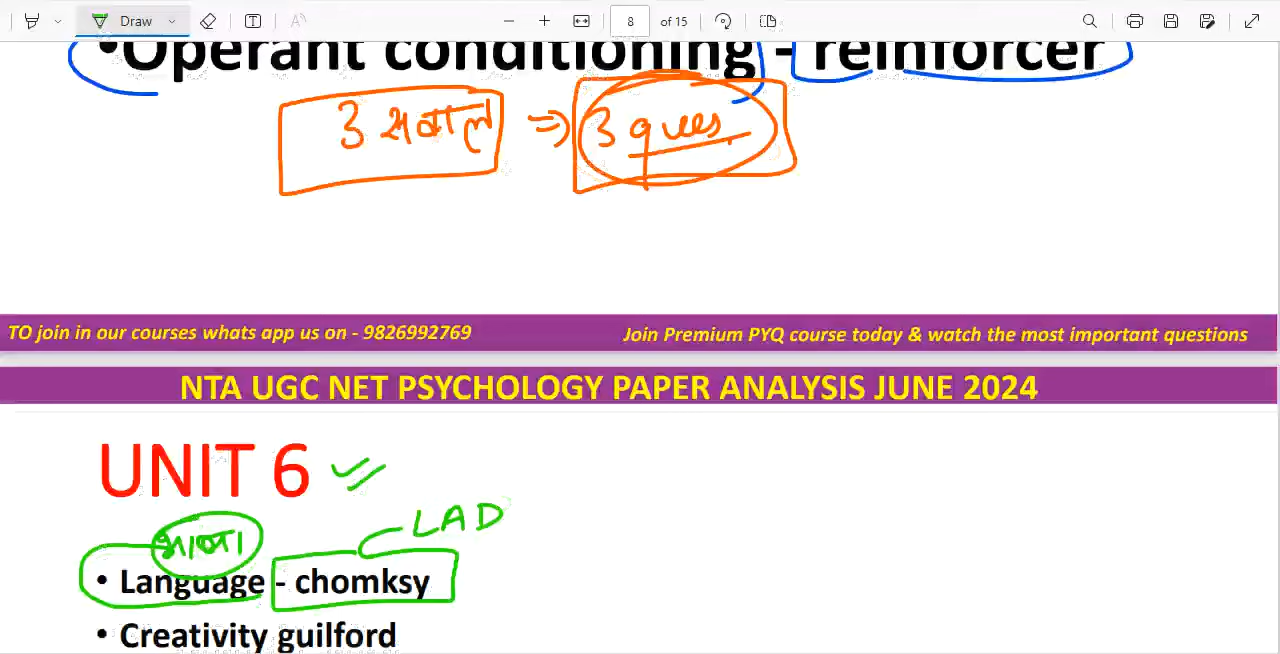 Draw
8 of 15
•Operant conditioning - reinforcer
3 ⇒ 3 ques.
TO join in our courses whats app us on - 9826992769
Join Premium PYQ course today & watch the most important questions
NTA UGC NET PSYCHOLOGY PAPER ANALYSIS JUNE 2024
UNIT 6
LAD
भाषा
• Language - chomksy
• Creativity guilford